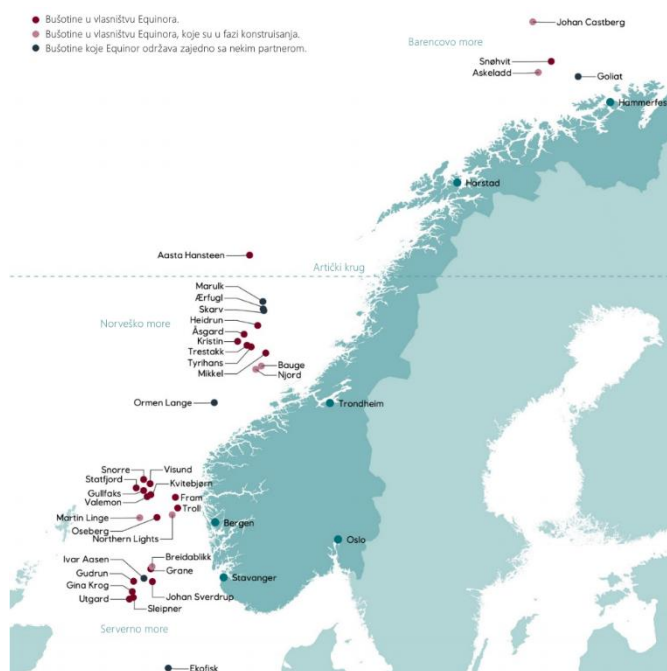 Bušotine u vlasništvu Equinora.
Bušotine u vlasništvu Equinora, koje su u fazi konstruisanja.
Bušotine koje Equinor održava zajedno sa nekim partnerom.
Johan Castberg
Barencovo more
Snøhvit
Askeladd
Goliat
Hammerfes
Harstad
Aasta Hansteen
Artički krug
Marulk
Ærfugl
Skarv
Norveško more
Heidrun
Åsgard
Kristin
Trestakk
Tyrihans
Mikkel
Bauge
Njord
Ormen Lange
Trondheim
Snorre
Visund
Statfjord
Kvitebjørn
Gullfaks
Valemon
Fram
Troll
Martin Linge
Oseberg
Northern Lights
Bergen
Oslo
Ivar Aasen
Breidablikk
Gudrun
Grane
Stavanger
Gina Krog
Johan Sverdrup
Utgard
Sleipner
Serverno more
Ekofisk